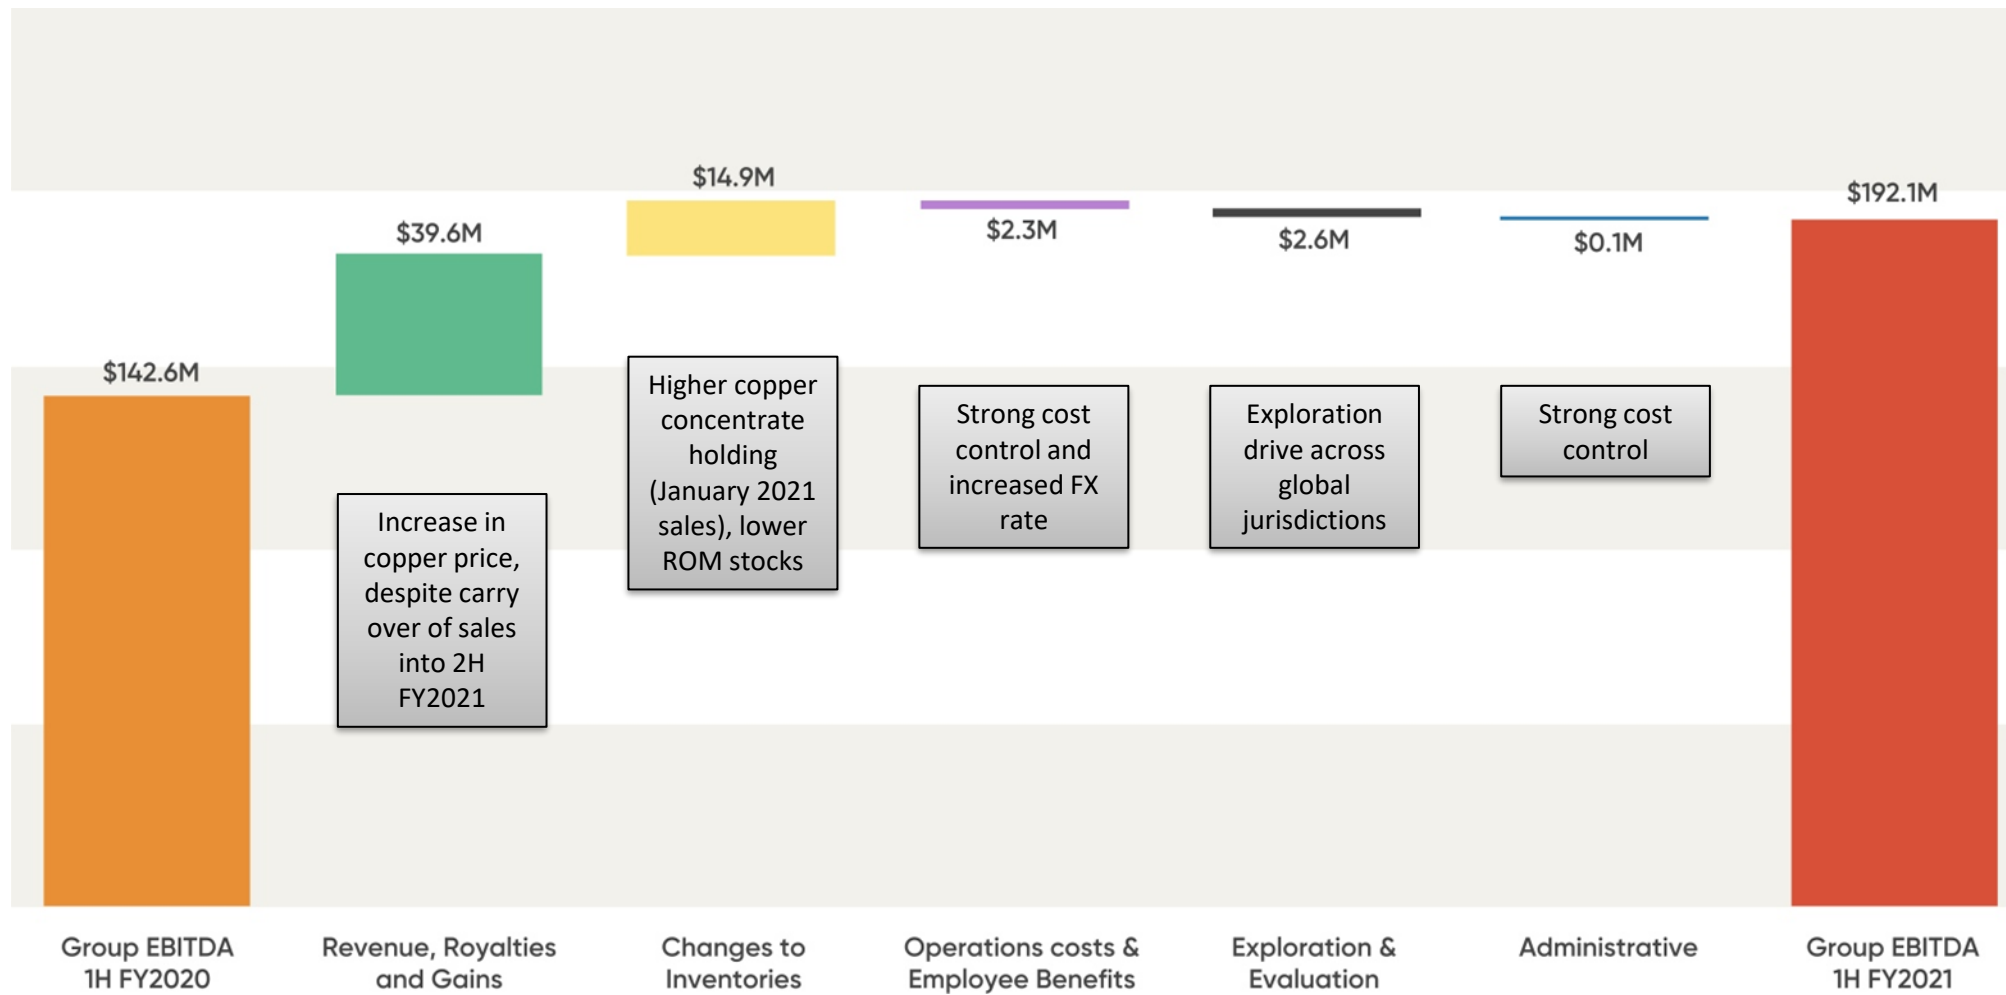 $142.6M
$39.6M
$14.9M
$2.3M
$2.6M
$0.1M
$192.1M
Increase in
copper price,
despite carry
over of sales
into 2H
FY2021
Higher copper
concentrate
holding
(January 2021
sales), lower
ROM stocks
Strong cost
control and
increased FX
rate
Exploration
drive across
global
jurisdictions
Strong cost
control
Group EBITDA
1H FY2020
Revenue, Royalties
and Gains
Changes to
Inventories
Operations costs &
Employee Benefits
Exploration &
Evaluation
Administrative
Group EBITDA
1H FY2021